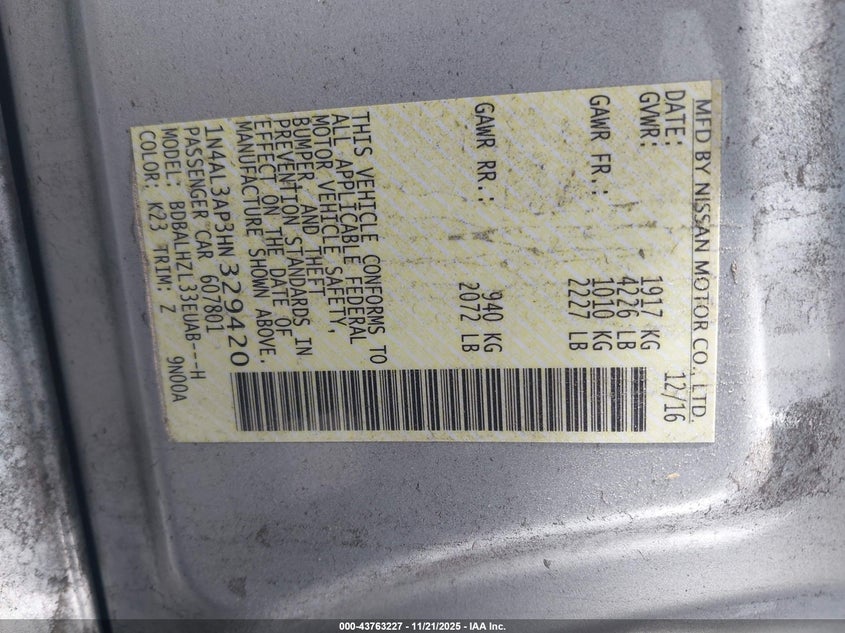 MFD BY NISSAN MOTOR CO., LTD.
DATE: 12/16
GVWR: 1917 KG
4226 LB
GAWR FR.: 1010 KG
2227 LB
GAWR RR.: 940 KG
2072 LB
THIS VEHICLE CONFORMS TO
ALL APPLICABLE FEDERAL
MOTOR VEHICLE SAFETY,
BUMPER, AND THEFT
PREVENTION STANDARDS IN
EFFECT ON THE DATE OF
MANUFACTURE SHOWN ABOVE.
1N4AL3AP3HN329420
PASSENGER CAR 607801
MODEL: BDBALHZL33EUAB---H
COLOR: K23 TRIM: Z 9N00A
000-43763227 - 11/21/2025 - IAA Inc.